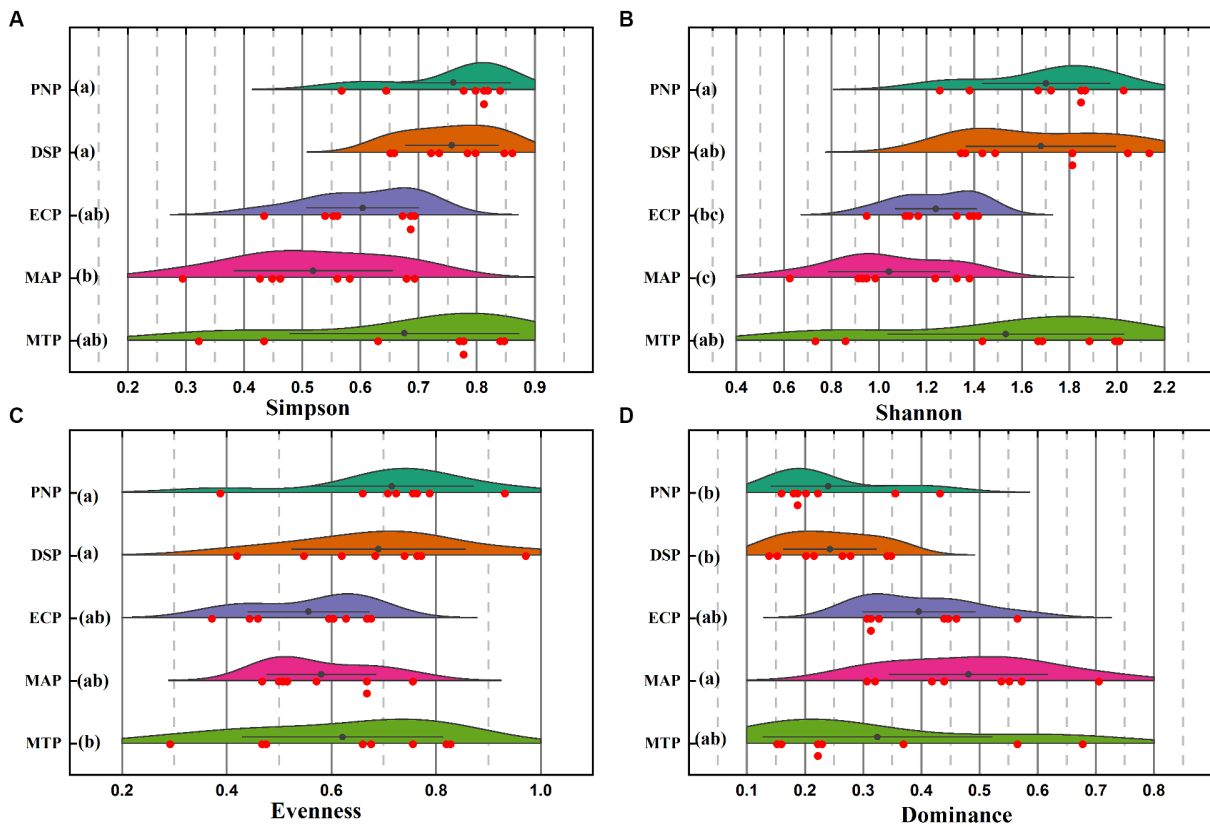 A
PNP (a)
DSP (a)
ECP (ab)
MAP (b)
MTP (ab)
0.2 0.3 0.4 0.5 0.6 0.7 0.8 0.9
Simpson
B
PNP (a)
DSP (ab)
ECP (bc)
MAP (c)
MTP (ab)
0.4 0.6 0.8 1.0 1.2 1.4 1.6 1.8 2.0 2.2
Shannon
C
PNP (a)
DSP (a)
ECP (ab)
MAP (ab)
MTP (b)
0.2 0.4 0.6 0.8 1.0
Evenness
D
PNP (b)
DSP (b)
ECP (ab)
MAP (a)
MTP (ab)
0.1 0.2 0.3 0.4 0.5 0.6 0.7 0.8
Dominance